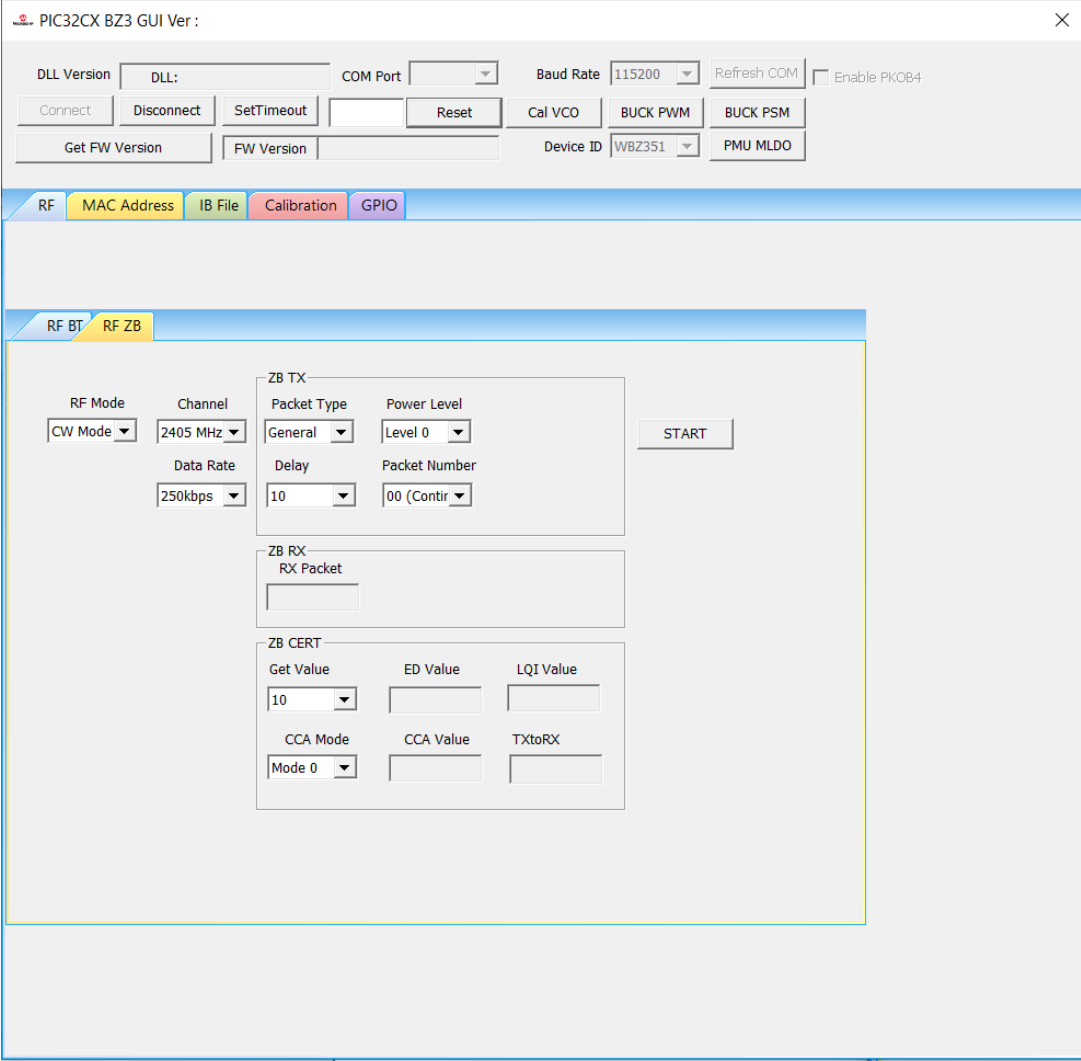 PIC32CX BZ3 GUI Ver :
DLL Version DLL: COM Port Baud Rate 115200 Refresh COM Enable PKOB4
Connect Disconnect SetTimeout Reset Cal VCO BUCK PWM BUCK PSM
Get FW Version FW Version Device ID WBZ351 PMU MLDO
RF MAC Address IB File Calibration GPIO
RF BT RF ZB
ZB TX
RF Mode Channel Packet Type Power Level
CW Mode 2405 MHz General Level 0 START
Data Rate Delay Packet Number
250kbps 10 00 (Contir
ZB RX
RX Packet
ZB CERT
Get Value ED Value LQI Value
10
CCA Mode CCA Value TXtoRX
Mode 0